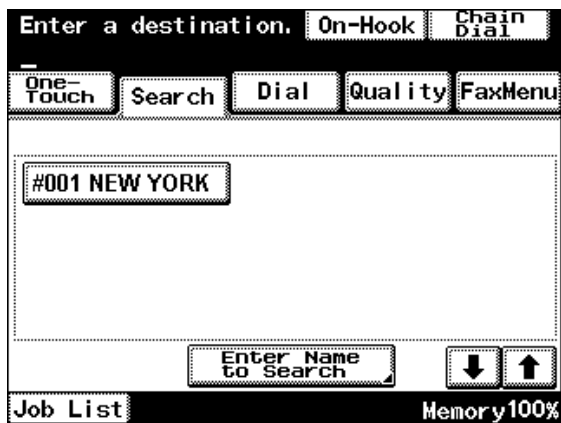 Enter a destination. On-Hook Chain Dial
One-Touch Search Dial Quality FaxMenu
#001 NEW YORK
Enter Name
to Search
Job List Memory100%